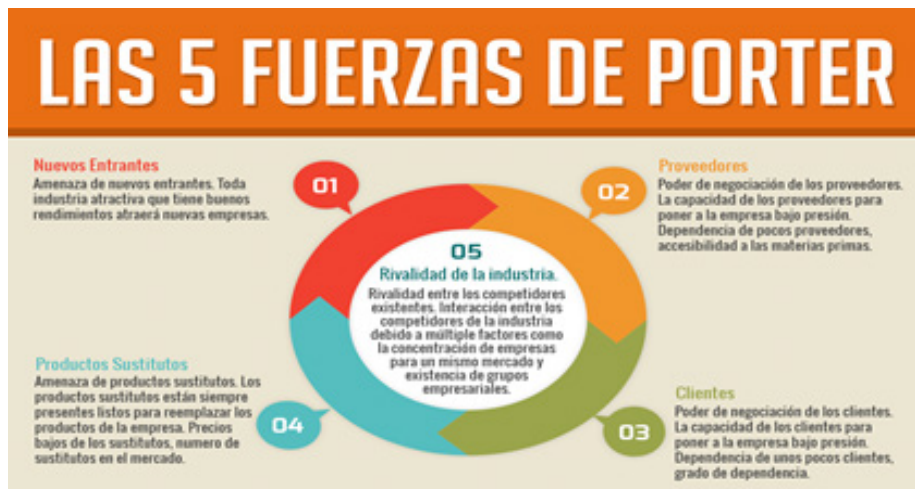 LAS 5 FUERZAS DE PORTER
Nuevos Entrantes
Amenaza de nuevos entrantes. Toda
industria atractiva que tiene buenos
rendimientos atraerá nuevas empresas.
01
02
Proveedores
Poder de negociación de los proveedores.
La capacidad de los proveedores para
poner a la empresa bajo presión.
Dependencia de pocos proveedores,
accesibilidad a las materias primas.
05
Rivalidad de la industria.
Rivalidad entre los competidores
existentes. Interacción entre los
competidores de la industria
debido a múltiple factores como
la concentración de empresas
para un mismo mercado y
existencia de grupos
empresariales.
Productos Sustitutos
Amenaza de productos sustitutos. Los
productos sustitutos están siempre
presentes listos para reemplazar los
productos de la empresa. Precios
bajos de los sustitutos, numero de
sustitutos en el mercado.
04
03
Clientes
Poder de negociación de los clientes.
La capacidad de los clientes para
poner a la empresa bajo presión.
Dependencia de unos pocos clientes,
grado de dependencia.